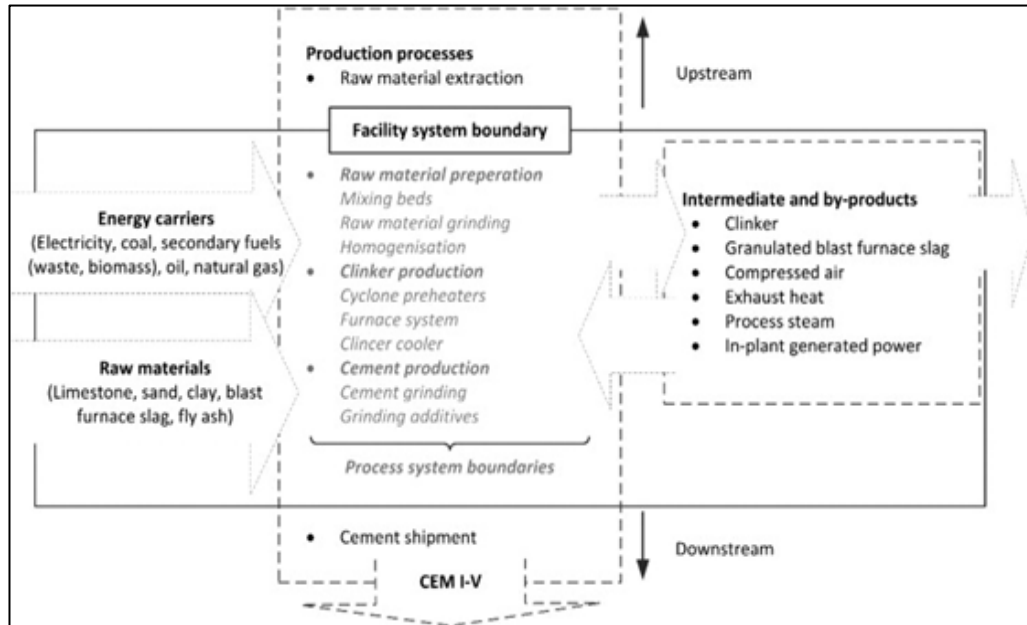 Production processes
• Raw material extraction
Upstream
Facility system boundary
• Raw material preperation
Mixing beds
Raw material grinding
Homogenisation
• Clinker production
Cyclone preheaters
Furnace system
Clincer cooler
• Cement production
Cement grinding
Grinding additives
Process system boundaries
Energy carriers
(Electricity, coal, secondary fuels
(waste, biomass), oil, natural gas)
Raw materials
(Limestone, sand, clay, blast
furnace slag, fly ash)
Intermediate and by-products
• Clinker
• Granulated blast furnace slag
• Compressed air
• Exhaust heat
• Process steam
• In-plant generated power
• Cement shipment
Downstream
CEM I-V